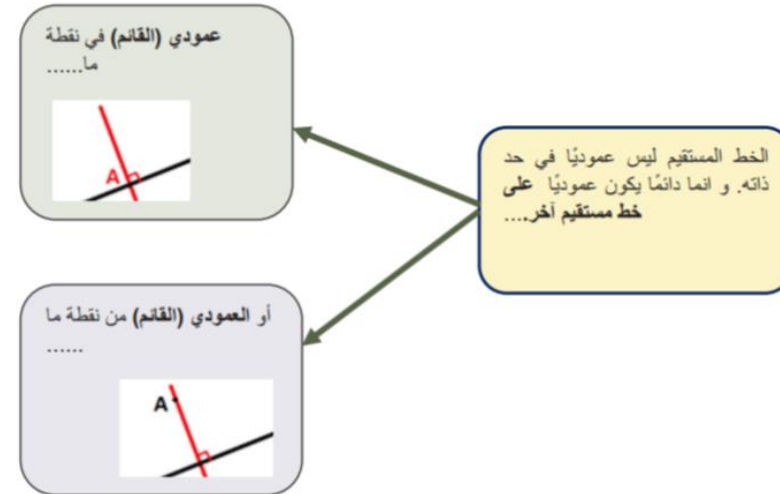 عمودي (القائم) في نقطة
ما......
A
الخط المستقيم ليس عموديًا في حد
ذاته. و انما دائمًا يكون عموديًا على
خط مستقيم آخر....
أو العمودي (القائم) من نقطة ما
......
A